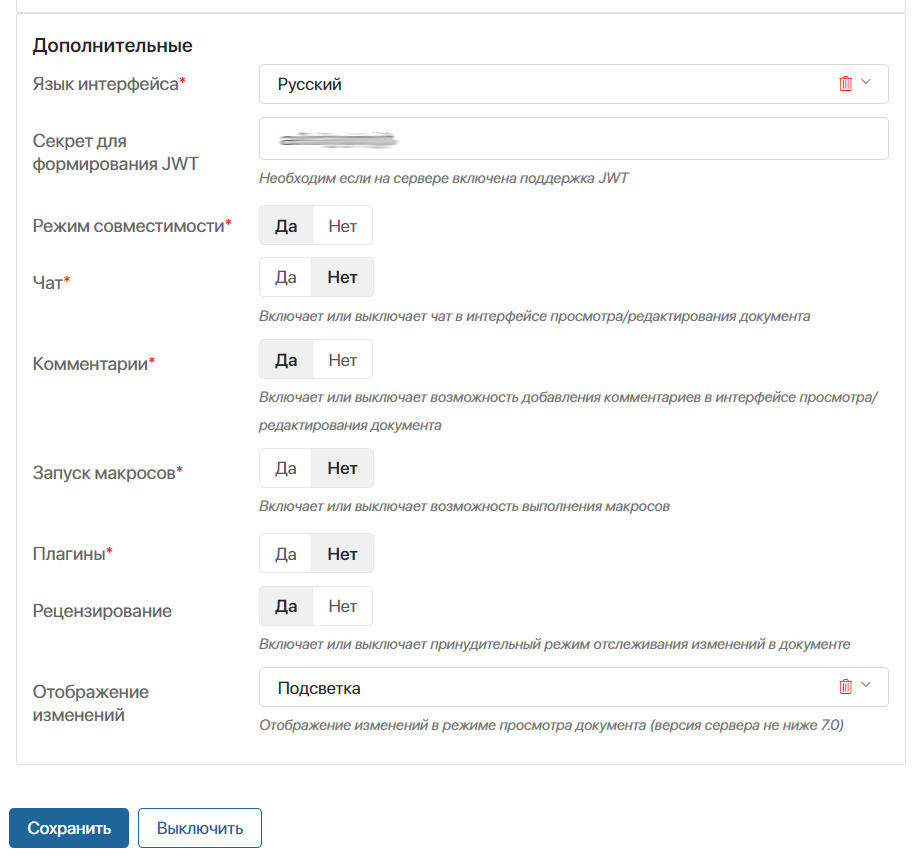 Дополнительные
Язык интерфейса*
Русский
Секрет для
формирования JWT
Необходим если на сервере включена поддержка JWT
Режим совместимости*
Да Нет
Чат*
Да Нет
Включает или выключает чат в интерфейсе просмотра/редактирования документа
Комментарии*
Да Нет
Включает или выключает возможность добавления комментариев в интерфейсе просмотра/
редактирования документа
Запуск макросов*
Да Нет
Включает или выключает возможность выполнения макросов
Плагины*
Да Нет
Рецензирование
Да Нет
Включает или выключает принудительный режим отслеживания изменений в документе
Отображение
изменений
Подсветка
Отображение изменений в режиме просмотра документа (версия сервера не ниже 7.0)
Сохранить Выключить